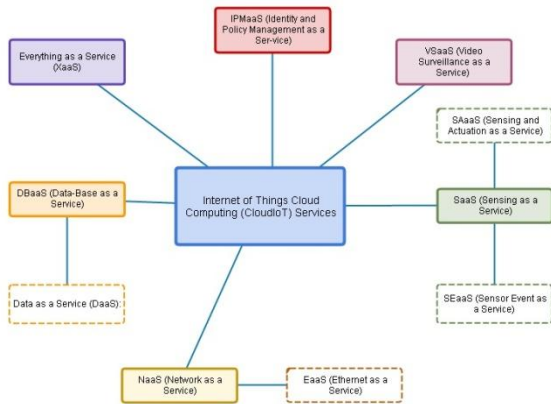 IPMaaS (Identity and
Policy Management as a
Ser-vice)
Everything as a Service
(XaaS)
VSaaS (Video
Surveillance as a
Service)
SAaaS (Sensing and
Actuation as a Service)
Internet of Things Cloud
Computing (CloudIoT) Services
DBaaS (Data-Base as a
Service)
SaaS (Sensing as a
Service)
Data as a Service (DaaS):
SEaaS (Sensor Event as
a Service)
NaaS (Network as a
Service)
EaaS (Ethernet as a
Service)